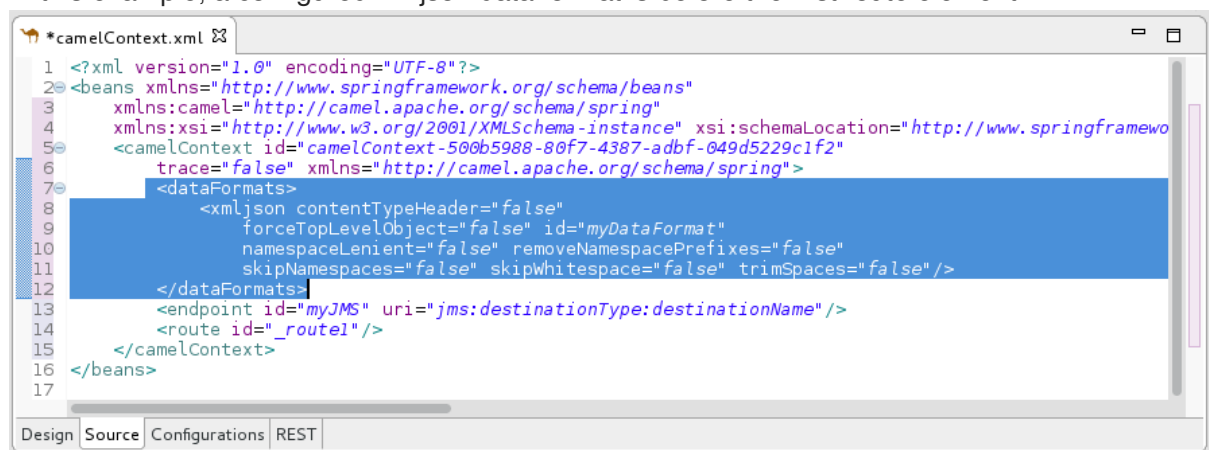 *camelContext.xml
1 <?xml version="1.0" encoding="UTF-8"?>
2 <beans xmlns="http://www.springframework.org/schema/beans"
3 xmlns:camel="http://camel.apache.org/schema/spring"
4 xmlns:xsi="http://www.w3.org/2001/XMLSchema-instance" xsi:schemaLocation="http://www.springframewo
5 <camelContext id="camelContext-500b5988-80f7-4387-adbf-049d5229c1f2"
6 trace="false" xmlns="http://camel.apache.org/schema/spring">
7 <dataFormats>
8 <xmljson contentTypeHeader="false"
9 forceTopLevelObject="false" id="myDataFormat"
10 namespaceLenient="false" removeNamespacePrefixes="false"
11 skipNamespaces="false" skipWhitespace="false" trimSpaces="false"/>
12 </dataFormats>
13 <endpoint id="myJMS" uri="jms:destinationType:destinationName"/>
14 <route id="_route1"/>
15 </camelContext>
16 </beans>
17
Design Source Configurations REST